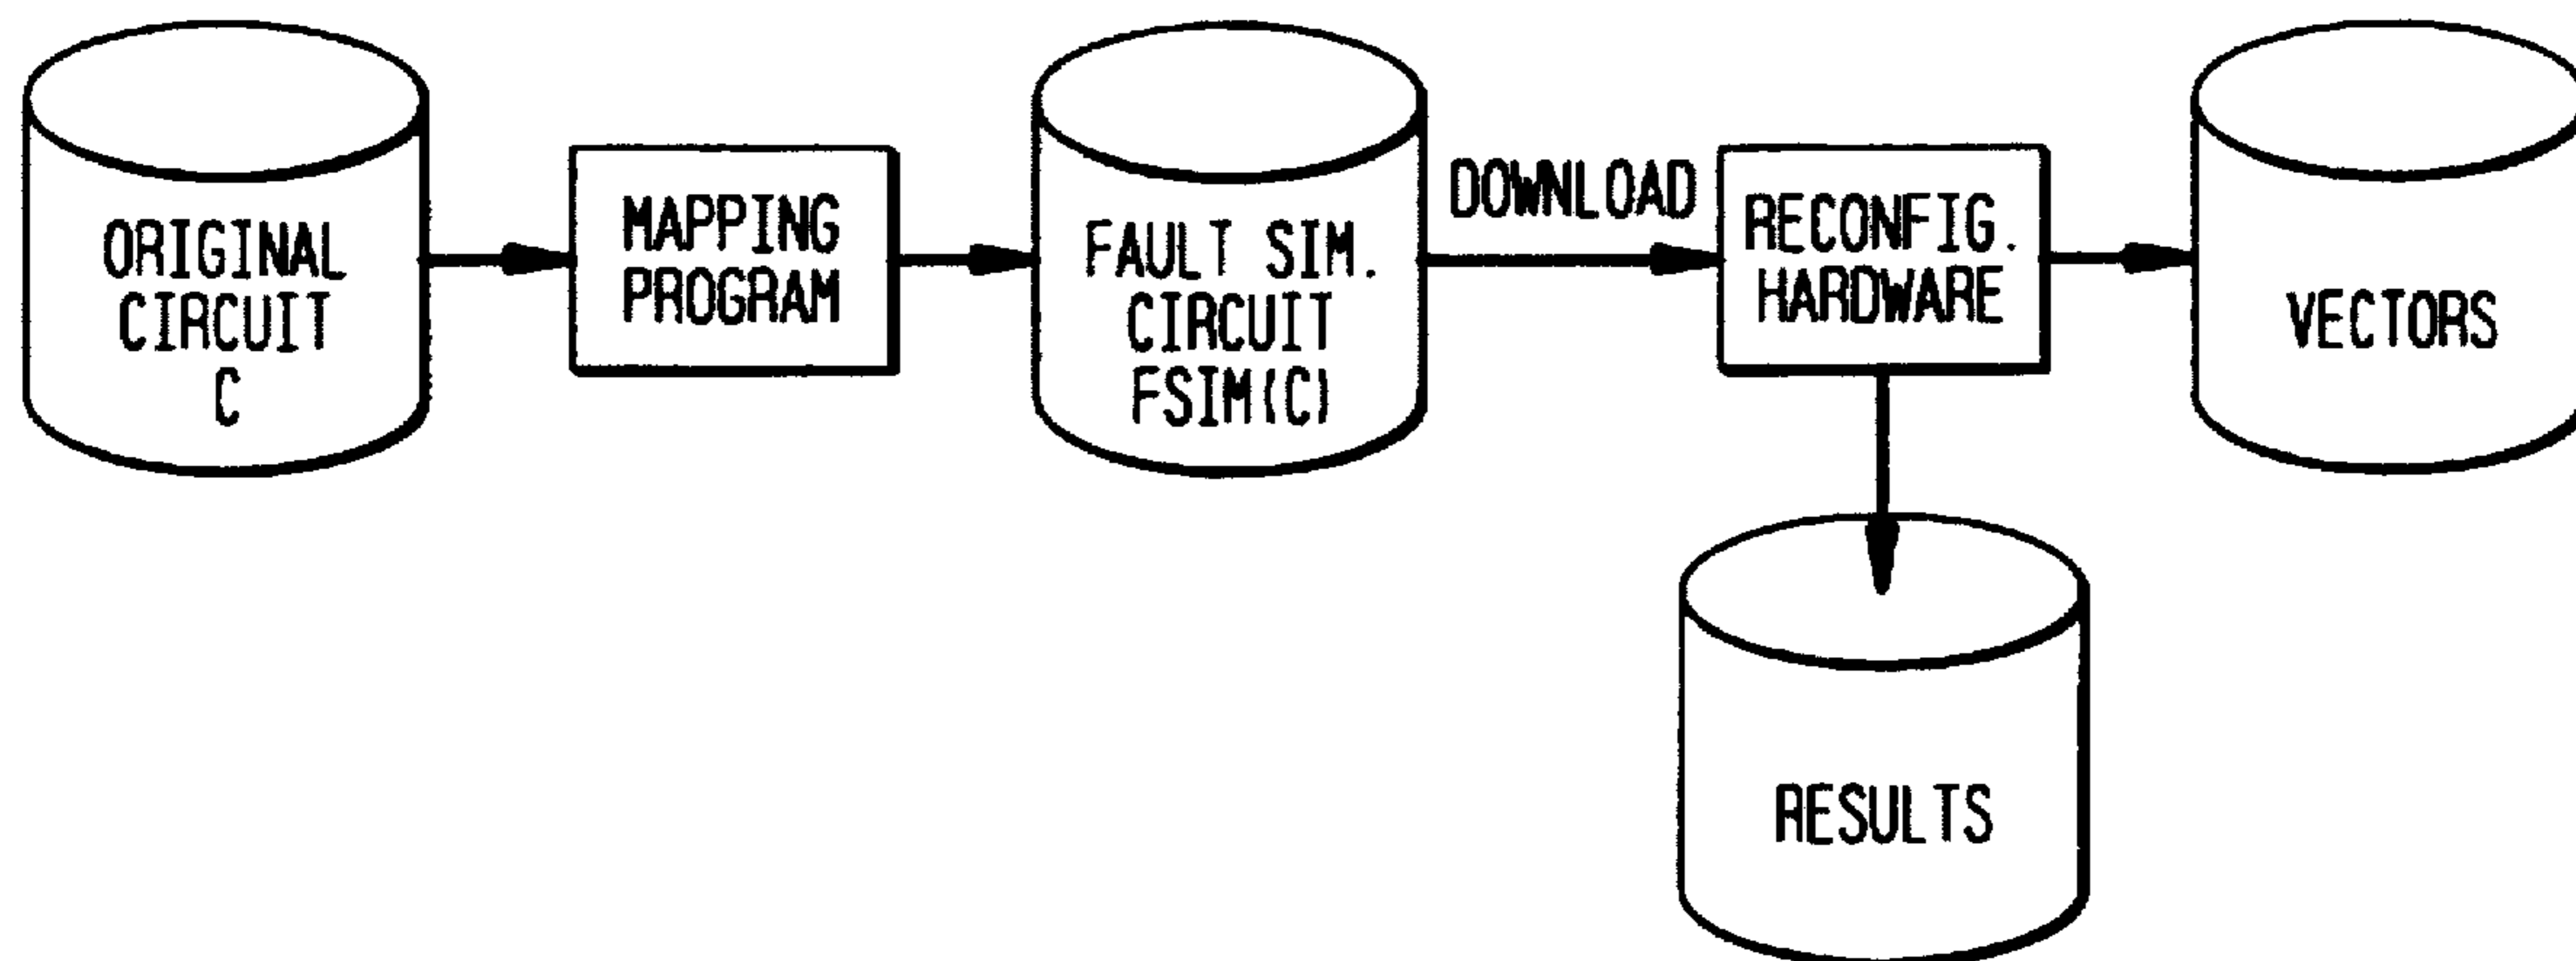 ORIGINAL
CIRCUIT
C
MAPPING
PROGRAM
FAULT SIM.
CIRCUIT
FSIM(C)
DOWNLOAD
RECONFIG.
HARDWARE
VECTORS
RESULTS